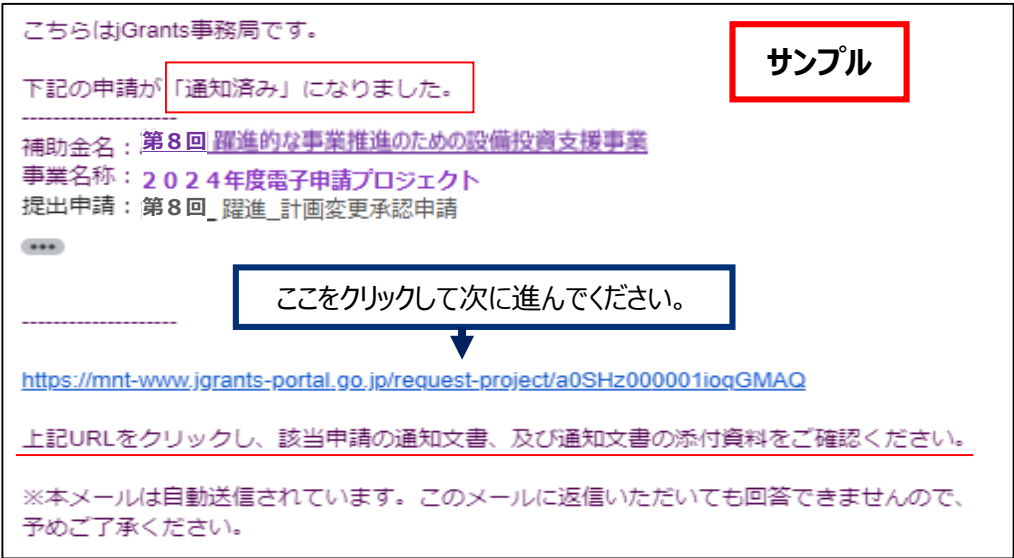 こちらはjGrants事務局です。
サンプル
下記の申請が「通知済み」になりました。
--------------------
補助金名：第８回 躍進的な事業推進のための設備投資支援事業
事業名称：２０２４年度電子申請プロジェクト
提出申請：第８回_躍進_計画変更承認申請
•••
ここをクリックして次に進んでください。
--------------------
https://mnt-www.jgrants-portal.go.jp/request-project/a0SHz000001ioqGMAQ
上記URLをクリックし、該当申請の通知文書、及び通知文書の添付資料をご確認ください。
※本メールは自動送信されています。このメールに返信いただいても回答できませんので、
予めご了承ください。